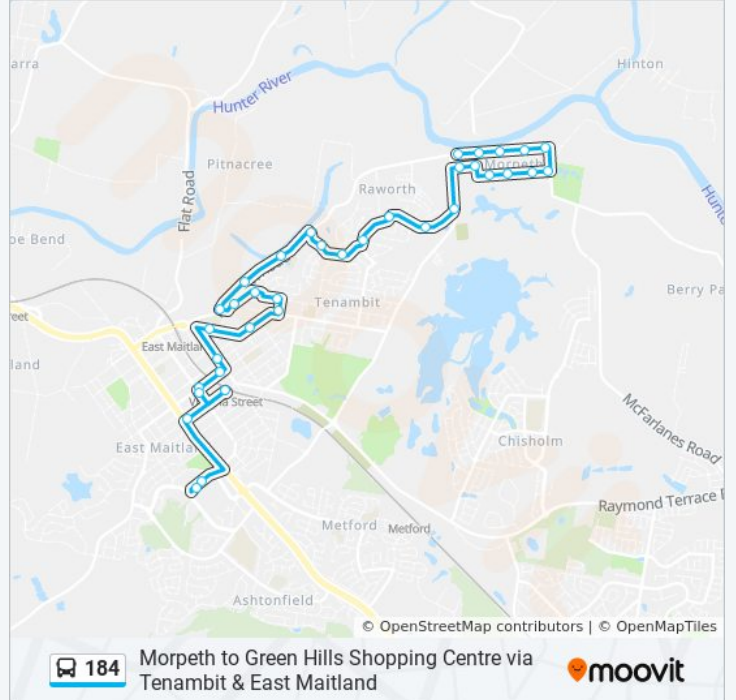 arra
Hinton
Hunter River
Pitnacree
Morpeth
Raworth
Flat Road
Hunt
oe Bend
Tenambit
Berry Pa
reet
East Maitlan
land
Victoria Street
McFarlanes Road
East Maitlan
Chisholm
Raymond Terrace R
Metford
Metford
Ashtonfield
© OpenStreetMap contributors | © OpenMapTiles
184
Morpeth to Green Hills Shopping Centre via
Tenambit & East Maitland
moovit